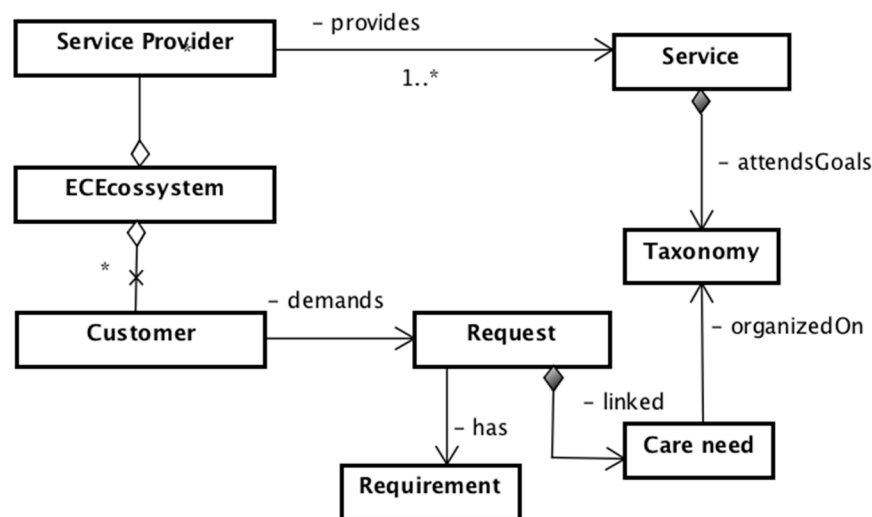 – provides
Service Provider
*
Service
1..*
– attendsGoals
ECEcossystem
Taxonomy
*
– demands
– organizedOn
Customer
Request
– linked
– has
Care need
Requirement